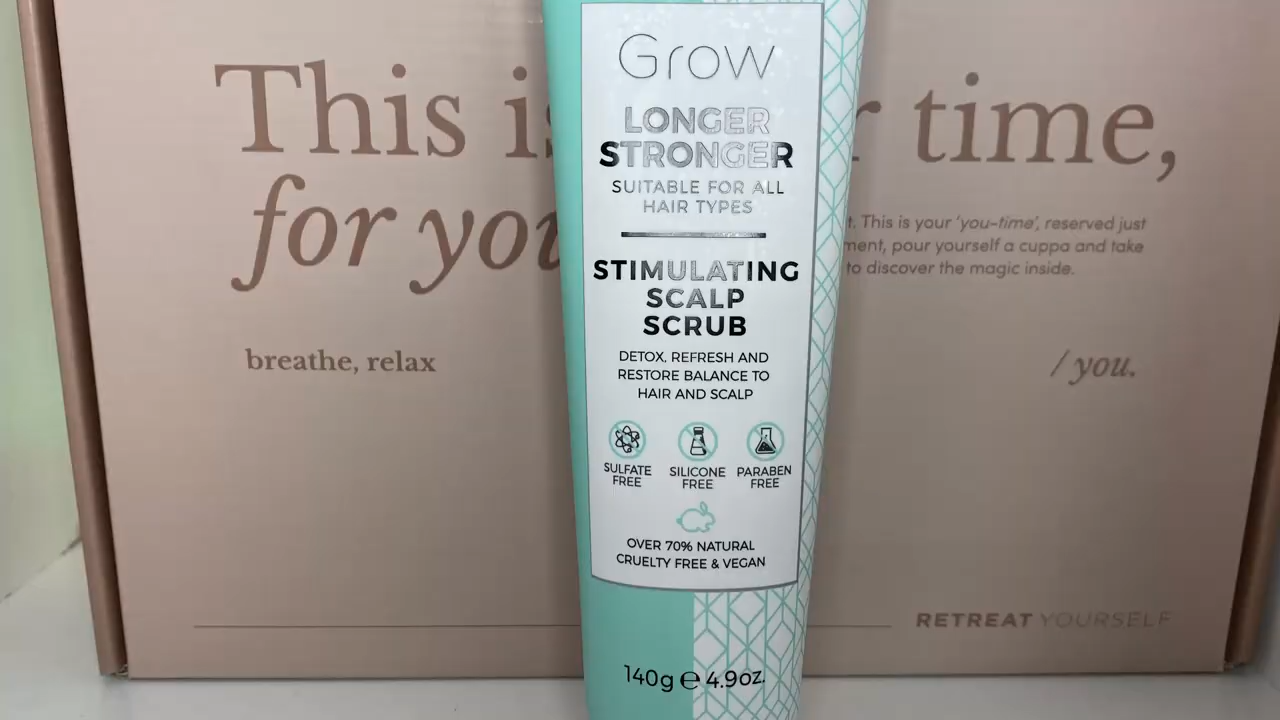 Grow
LONGER
STRONGER
SUITABLE FOR ALL
HAIR TYPES
STIMULATING
SCALP
SCRUB
DETOX, REFRESH AND
RESTORE BALANCE TO
HAIR AND SCALP
SULFATE
FREE
SILICONE
FREE
PARABEN
FREE
OVER 70% NATURAL
CRUELTY FREE & VEGAN
140g e 4.9oz.
This is time,
for you
This is your 'you-time', reserved just
pour yourself a cuppa and take
to discover the magic inside.
breathe, relax
/ you.
RETREAT YOURSELF